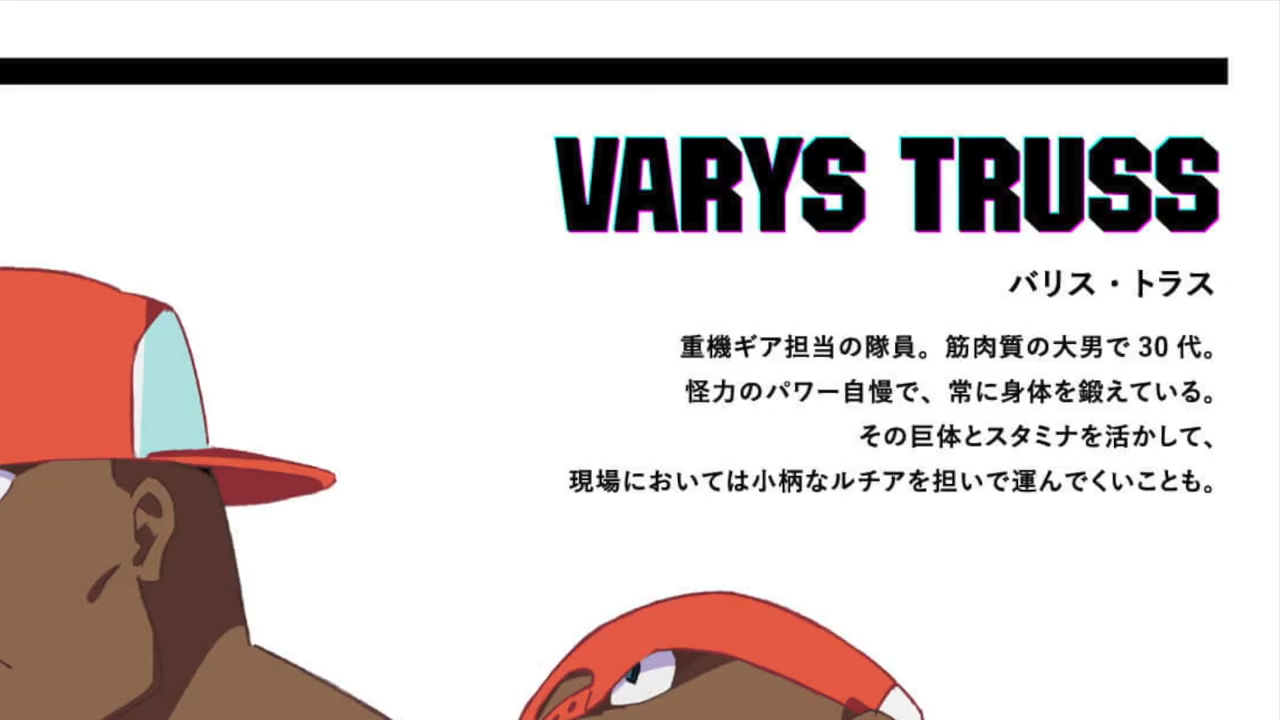 VARYS TRUSS
バリス・トラス
重機ギア担当の隊員。筋肉質の大男で 30 代。
怪力のパワー自慢で、常に身体を鍛えている。
その巨体とスタミナを活かして、
現場においては小柄なルチアを担いで運んでくいことも。